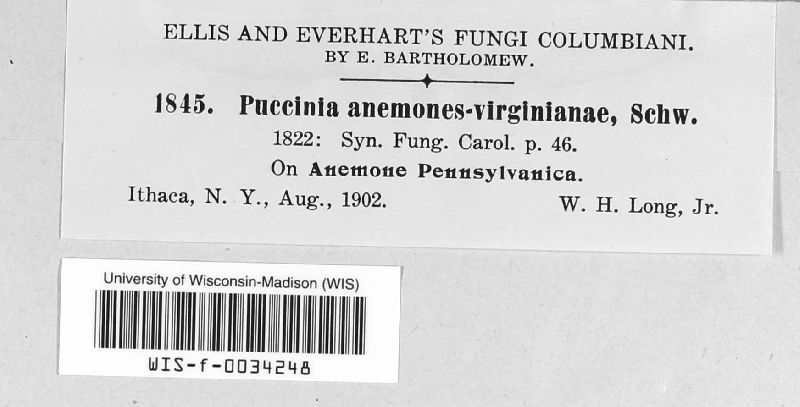 ELLIS AND EVERHART'S FUNGI COLUMBIANI.
BY E. BARTHOLOMEW.
1845. Puccinia anemones-virginianae, Schw.
1822: Syn. Fung. Carol. p. 46.
On Anemone Pennsylvanica.
Ithaca, N. Y., Aug., 1902. W. H. Long, Jr.
University of Wisconsin-Madison (WIS)
WIS-f-0034248